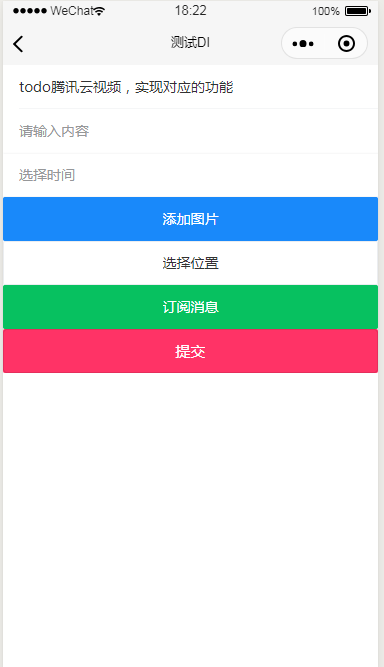 WeChat 18:22 100%
测试DI
todo腾讯云视频，实现对应的功能
请输入内容
选择时间
添加图片
选择位置
订阅消息
提交